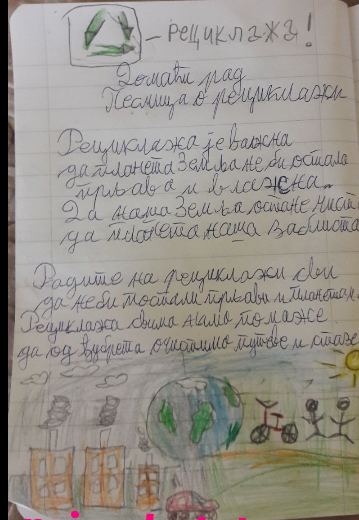 - РЕЦИКЛАЖА!
Домаћи рад
Песмица о рециклажи
Рециклажа је важна
да планета Земља не би остала
прљава и влажна.
Да наша Земља остане чиста
да планета наша заблиста
Радите на рециклажи сви
да не би постали прљави и планета и
Рециклажа свима нама помаже
да од ђубрета очистимо путеве и стазе